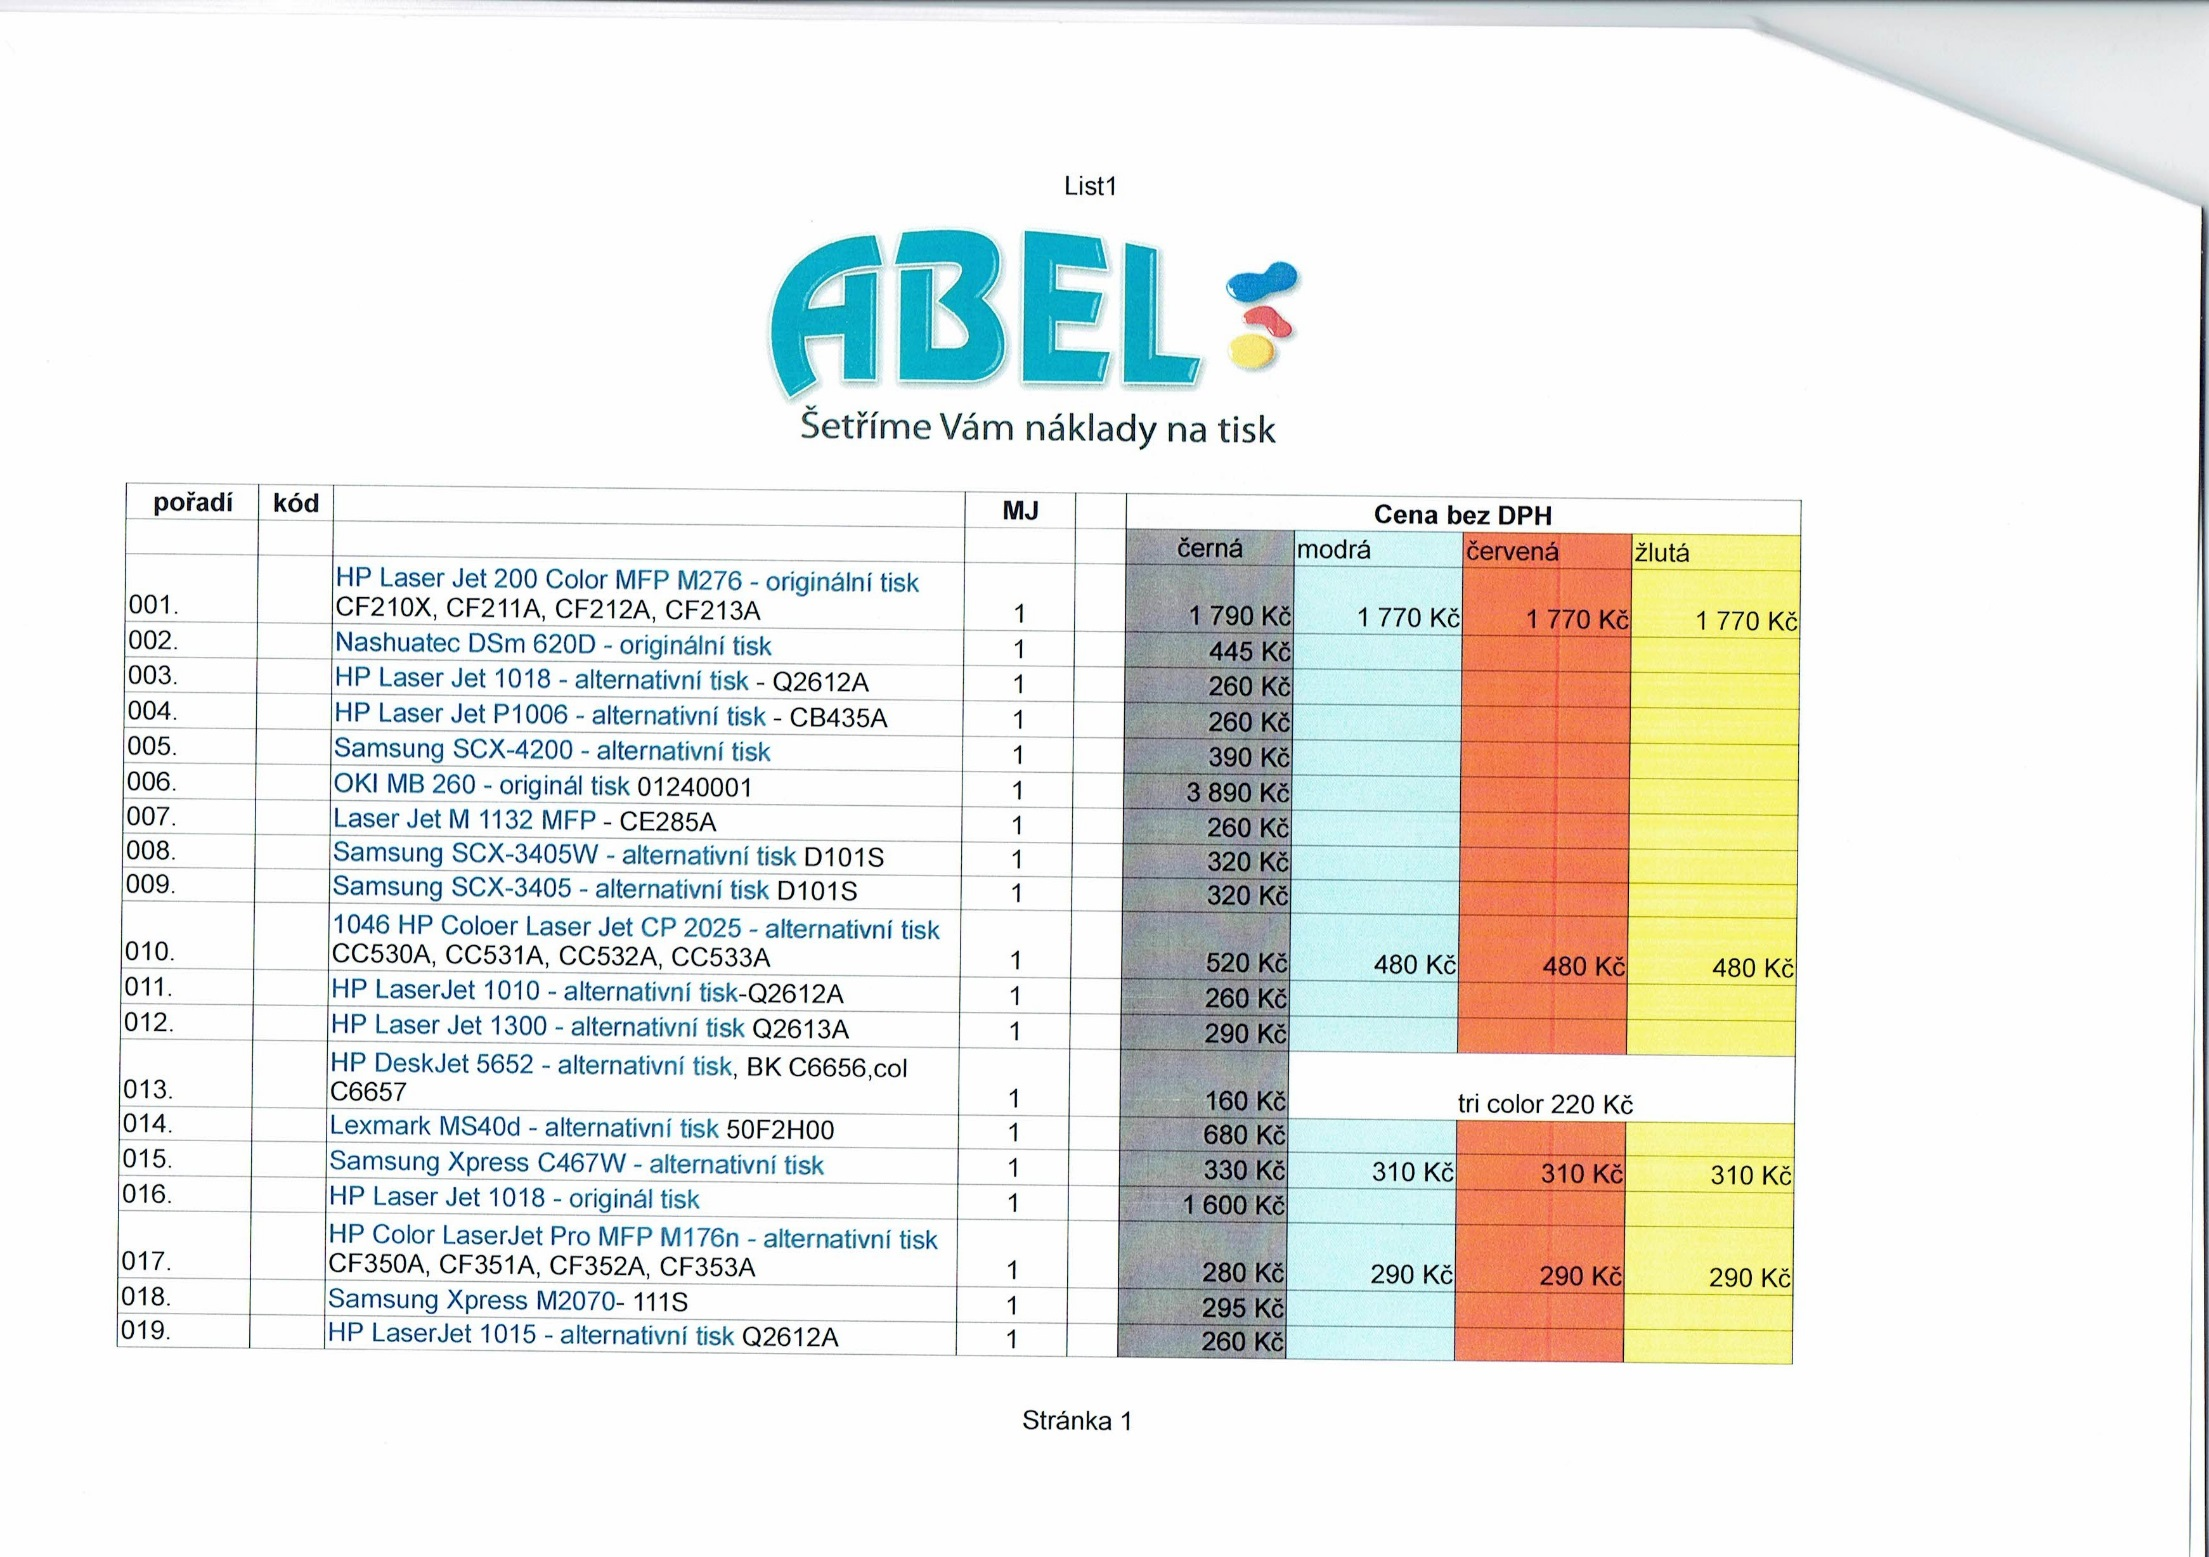 List1
ABEL
Šetříme Vám náklady na tisk
pořadí kód MJ Cena bez DPH
černá modrá červená žlutá
HP Laser Jet 200 Color MFP M276 - originální tisk
001. CF210X, CF211A, CF212A, CF213A 1 1 790 Kč 1 770 Kč 1 770 Kč 1 770 Kč
002. Nashuatec DSm 620D - originální tisk 1 445 Kč
003. HP Laser Jet 1018 - alternativní tisk - Q2612A 1 260 Kč
004. HP Laser Jet P1006 - alternativní tisk - CB435A 1 260 Kč
005. Samsung SCX-4200 - alternativní tisk 1 390 Kč
006. OKI MB 260 - originál tisk 01240001 1 3 890 Kč
007. Laser Jet M 1132 MFP - CE285A 1 260 Kč
008. Samsung SCX-3405W - alternativní tisk D101S 1 320 Kč
009. Samsung SCX-3405 - alternativní tisk D101S 1 320 Kč
1046 HP Coloer Laser Jet CP 2025 - alternativní tisk
010. CC530A, CC531A, CC532A, CC533A 1 520 Kč 480 Kč 480 Kč 480 Kč
011. HP LaserJet 1010 - alternativní tisk-Q2612A 1 260 Kč
012. HP Laser Jet 1300 - alternativní tisk Q2613A 1 290 Kč
HP DeskJet 5652 - alternativní tisk, BK C6656,col
013. C6657 1 160 Kč tri color 220 Kč
014. Lexmark MS40d - alternativní tisk 50F2H00 1 680 Kč
015. Samsung Xpress C467W - alternativní tisk 1 330 Kč 310 Kč 310 Kč 310 Kč
016. HP Laser Jet 1018 - originál tisk 1 1 600 Kč
HP Color LaserJet Pro MFP M176n - alternativní tisk
017. CF350A, CF351A, CF352A, CF353A 1 280 Kč 290 Kč 290 Kč 290 Kč
018. Samsung Xpress M2070- 111S 1 295 Kč
019. HP LaserJet 1015 - alternativní tisk Q2612A 1 260 Kč
Stránka 1